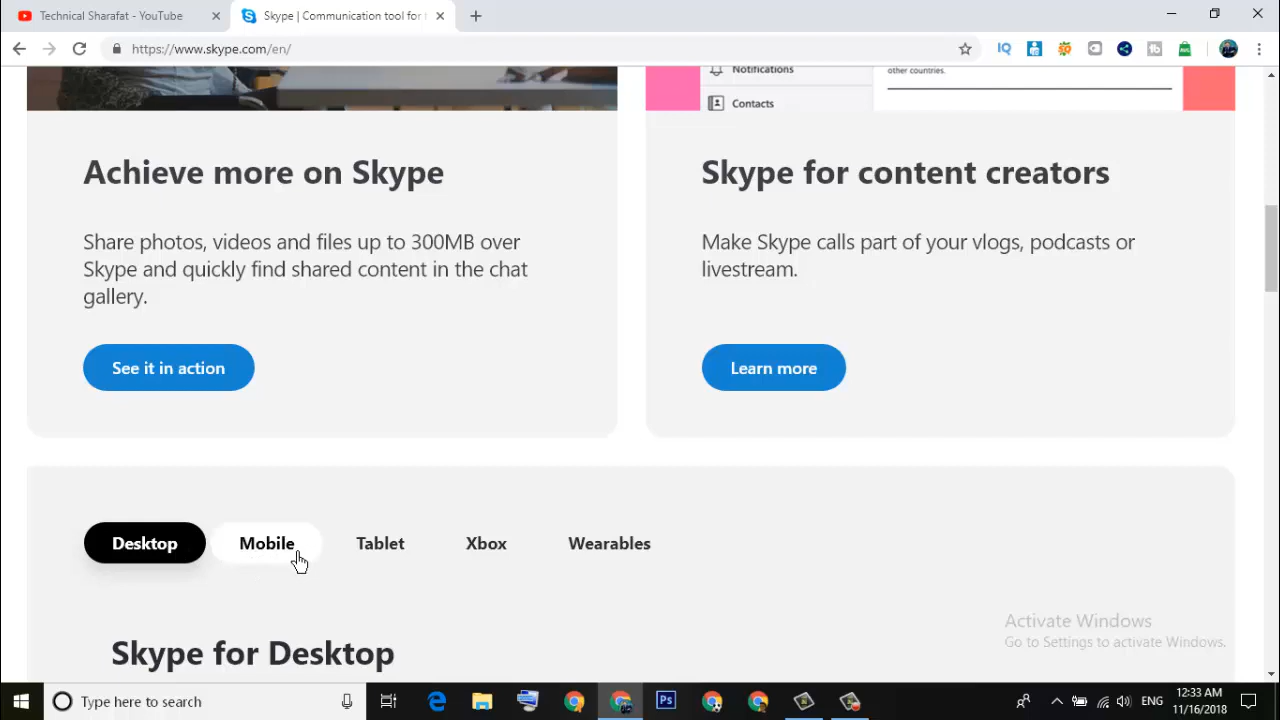 Technical Sharafat - YouTube
Skype | Communication tool for
https://www.skype.com/en/
IQ
Notifications
Contacts
other countries.
Achieve more on Skype
Share photos, videos and files up to 300MB over
Skype and quickly find shared content in the chat
gallery.
See it in action
Skype for content creators
Make Skype calls part of your vlogs, podcasts or
livestream.
Learn more
Desktop
Mobile
Tablet
Xbox
Wearables
Skype for Desktop
Activate Windows
Go to Settings to activate Windows.
Type here to search
Ps
ENG
12:33 AM
11/16/2018